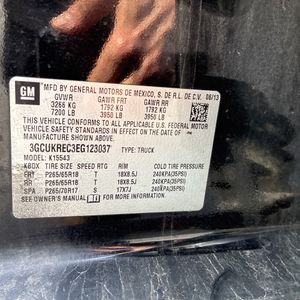 GM
MFD BY GENERAL MOTORS DE MEXICO, S. DE R.L. DE C.V. 08/13
GVWR GAWR FRT GAWR RR
3266 KG 1792 KG 1792 KG
7200 LB 3950 LB 3950 LB
THIS VEHICLE CONFORMS TO ALL APPLICABLE U.S. FEDERAL
MOTOR VEHICLE SAFETY
STANDARDS IN EFFECT ON THE DATE OF MANUFACTURE SHOWN ABOVE.
3GCUKREC3EG123037 TYPE: TRUCK
MODEL: K15543
TIRE SIZE SPEED RTG RIM COLD TIRE PRESSURE
FRT P265/65R18 T 18X8.5J 240KPA(35PSI)
RR P265/65R18 T 18X8.5J 240KPA(35PSI)
SPA P265/70R17 S 17X7J 240KPA(35PSI)
SEE OWNER'S MANUAL FOR MORE INFORMATION.